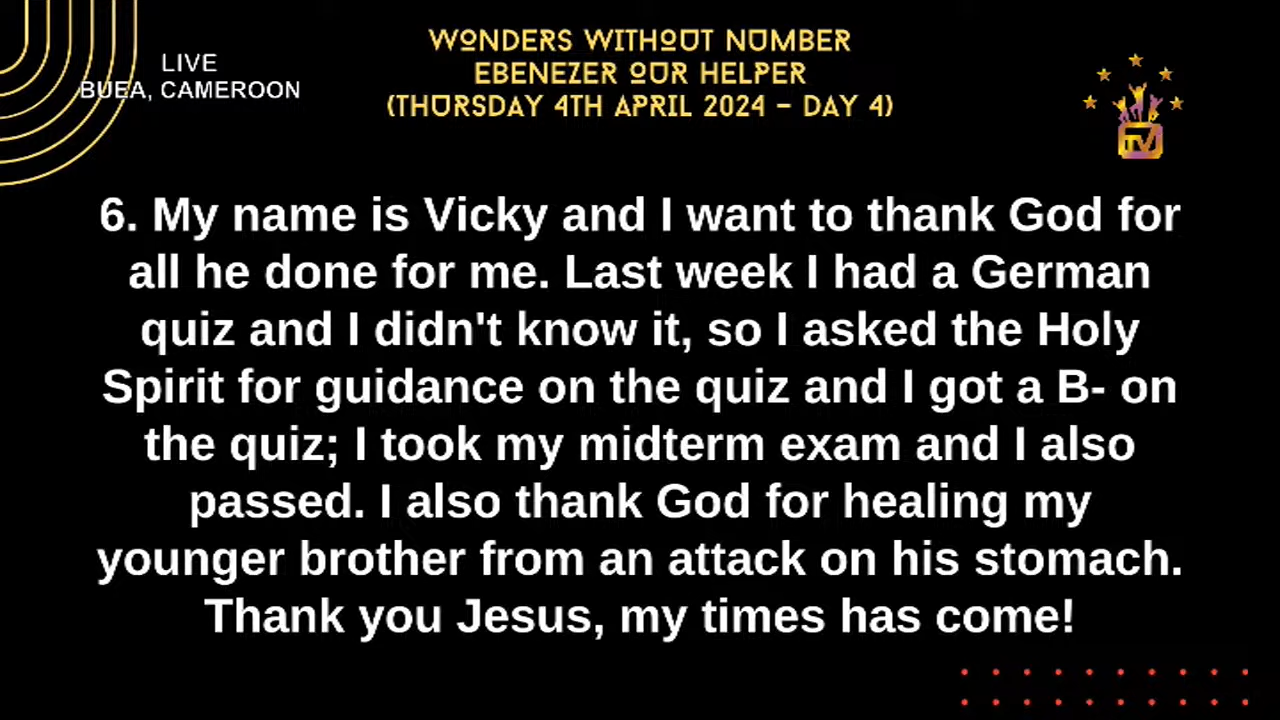 LIVE
BUEA, CAMEROON
WONDERS WITHOUT NUMBER
EBENEZER OUR HELPER
(THURSDAY 4TH APRIL 2024 - DAY 4)
TV
6. My name is Vicky and I want to thank God for
all he done for me. Last week I had a German
quiz and I didn't know it, so I asked the Holy
Spirit for guidance on the quiz and I got a B- on
the quiz; I took my midterm exam and I also
passed. I also thank God for healing my
younger brother from an attack on his stomach.
Thank you Jesus, my times has come!